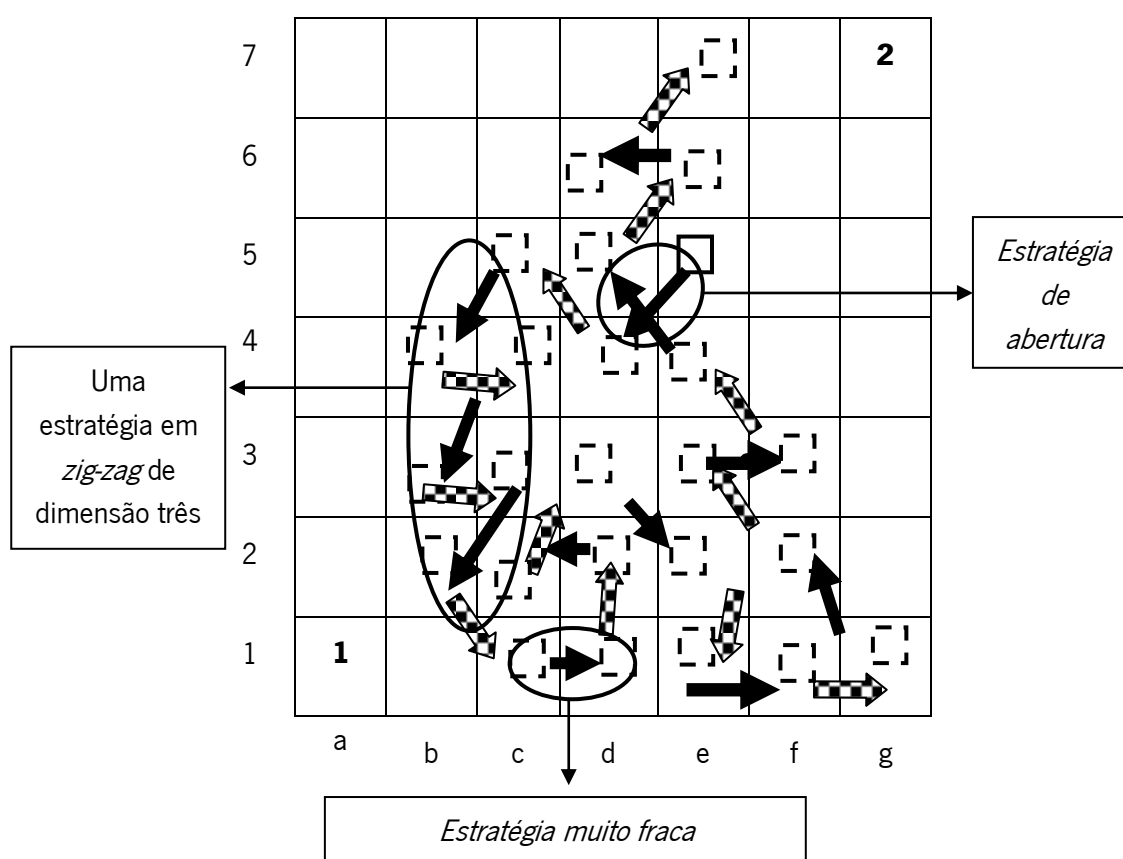 7
2
6
5
Estratégia
de
abertura
4
Uma
estratégia em
zig-zag de
dimensão três
3
2
1
1
a b c d e f g
Estratégia muito fraca